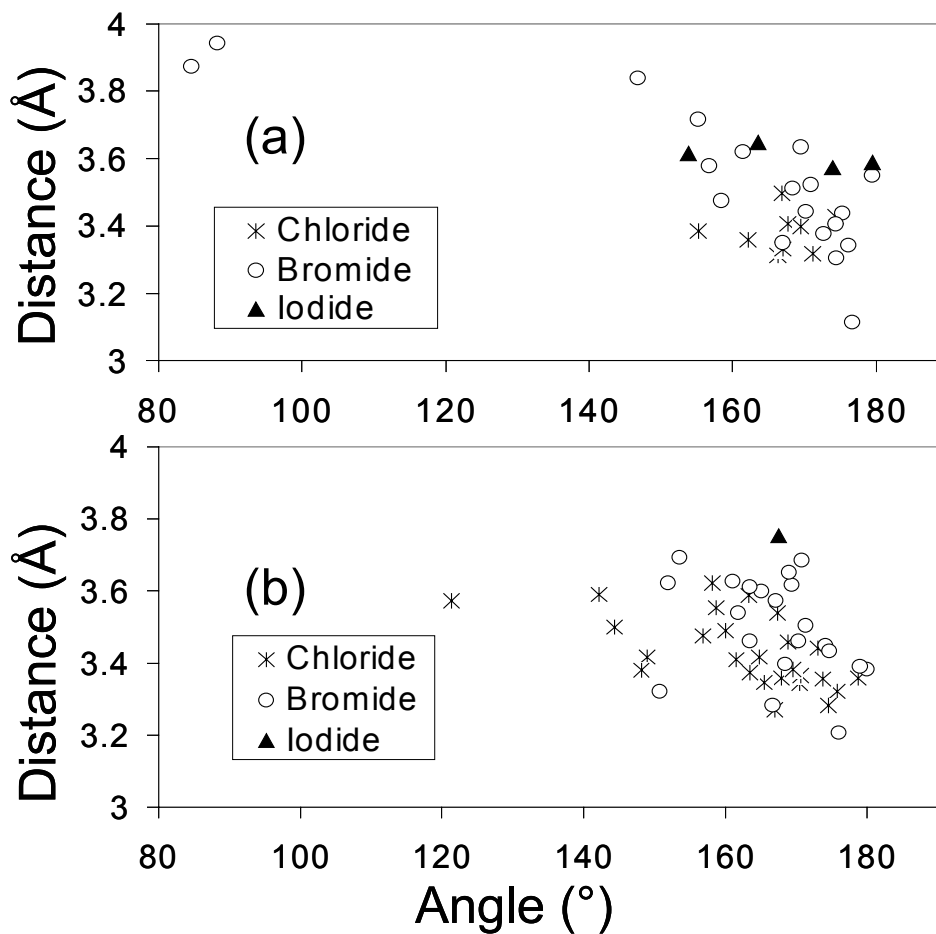 4
3.8
3.6
3.4
3.2
3
Distance (Å)
(a)
Chloride
Bromide
Iodide
80 100 120 140 160 180
4
3.8
3.6
3.4
3.2
3
Distance (Å)
(b)
Chloride
Bromide
Iodide
80 100 120 140 160 180
Angle (°)